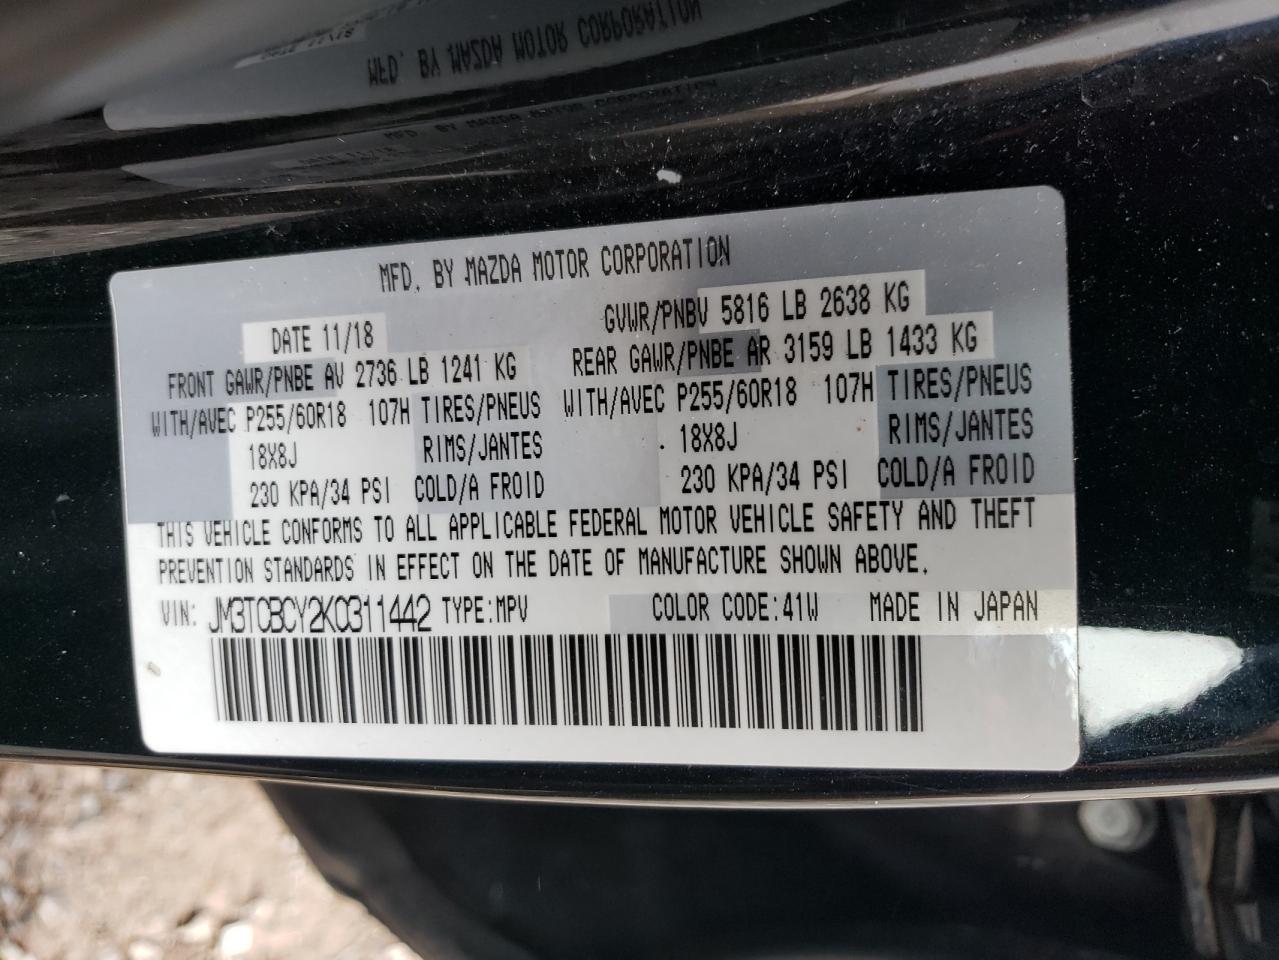 MFD. BY MAZDA MOTOR CORPORATION
MFD. BY MAZDA MOTOR CORPORATION
DATE 11/18 GVWR/PNBV 5816 LB 2638 KG
FRONT GAWR/PNBE AV 2736 LB 1241 KG REAR GAWR/PNBE AR 3159 LB 1433 KG
WITH/AVEC P255/60R18 107H TIRES/PNEUS WITH/AVEC P255/60R18 107H TIRES/PNEUS
18X8J RIMS/JANTES 18X8J RIMS/JANTES
230 KPA/34 PSI COLD/A FROID 230 KPA/34 PSI COLD/A FROID
THIS VEHICLE CONFORMS TO ALL APPLICABLE FEDERAL MOTOR VEHICLE SAFETY AND THEFT
PREVENTION STANDARDS IN EFFECT ON THE DATE OF MANUFACTURE SHOWN ABOVE.
VIN: JM3TCBCY2K0311442 TYPE:MPV COLOR CODE:41W MADE IN JAPAN